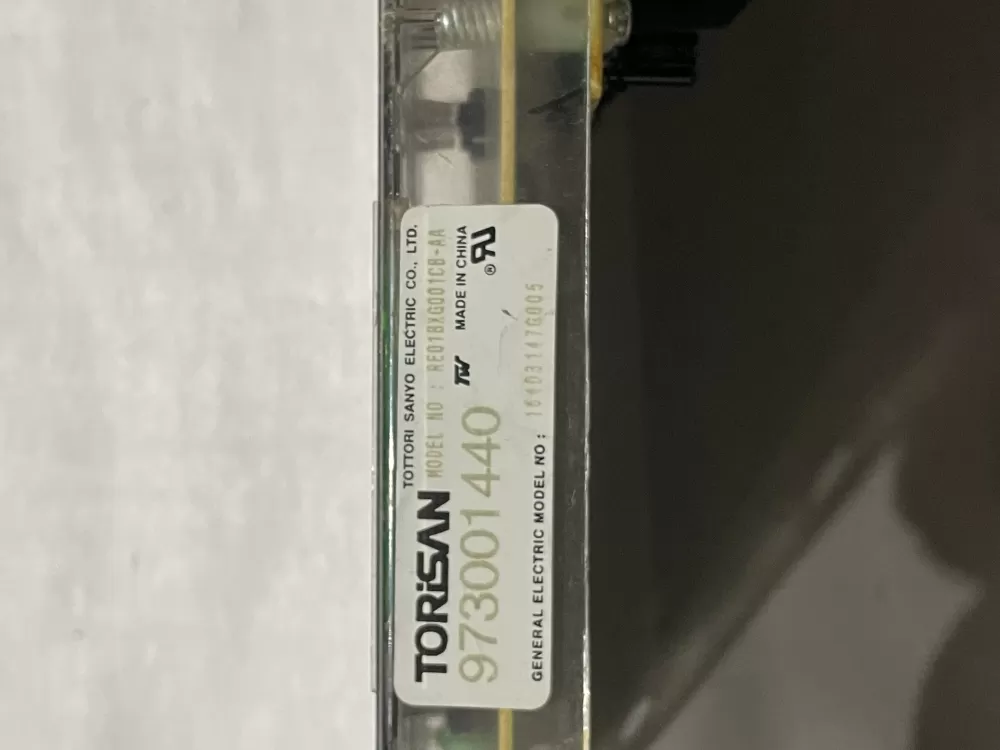 TOTTORI SANYO ELECTRIC CO., LTD.
TORiSAN MODEL NO : RE01BXG001CB-AA
973001440 MADE IN CHINA
GENERAL ELECTRIC MODEL NO : 164D3147G005